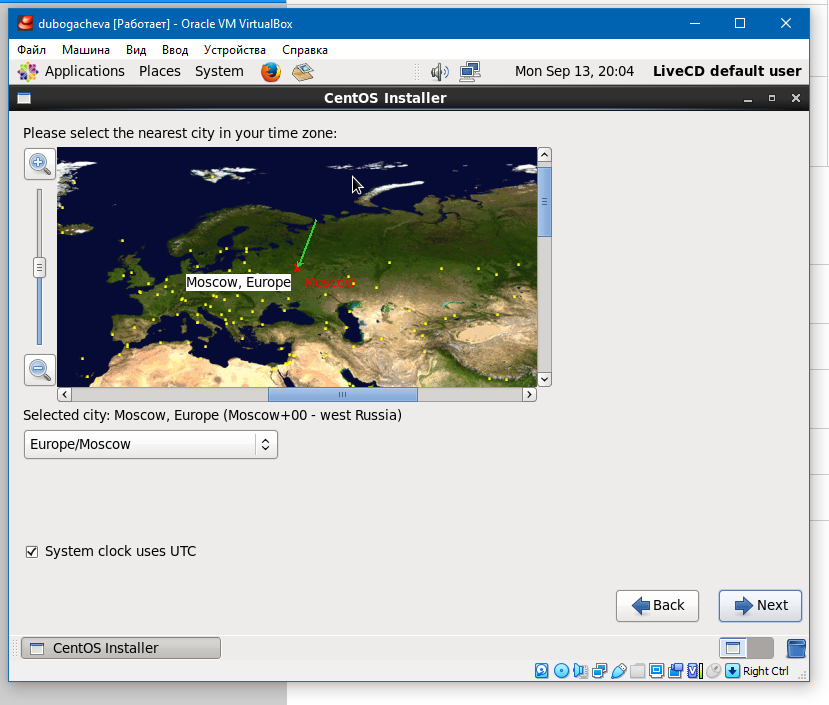 dubogacheva [Работает] - Oracle VM VirtualBox
Файл Машина Вид Ввод Устройства Справка
Applications Places System Mon Sep 13, 20:04 LiveCD default user
CentOS Installer
Please select the nearest city in your time zone:
Moscow, Europe Moscow
Selected city: Moscow, Europe (Moscow+00 - west Russia)
Europe/Moscow
System clock uses UTC
Back Next
CentOS Installer
Right Ctrl